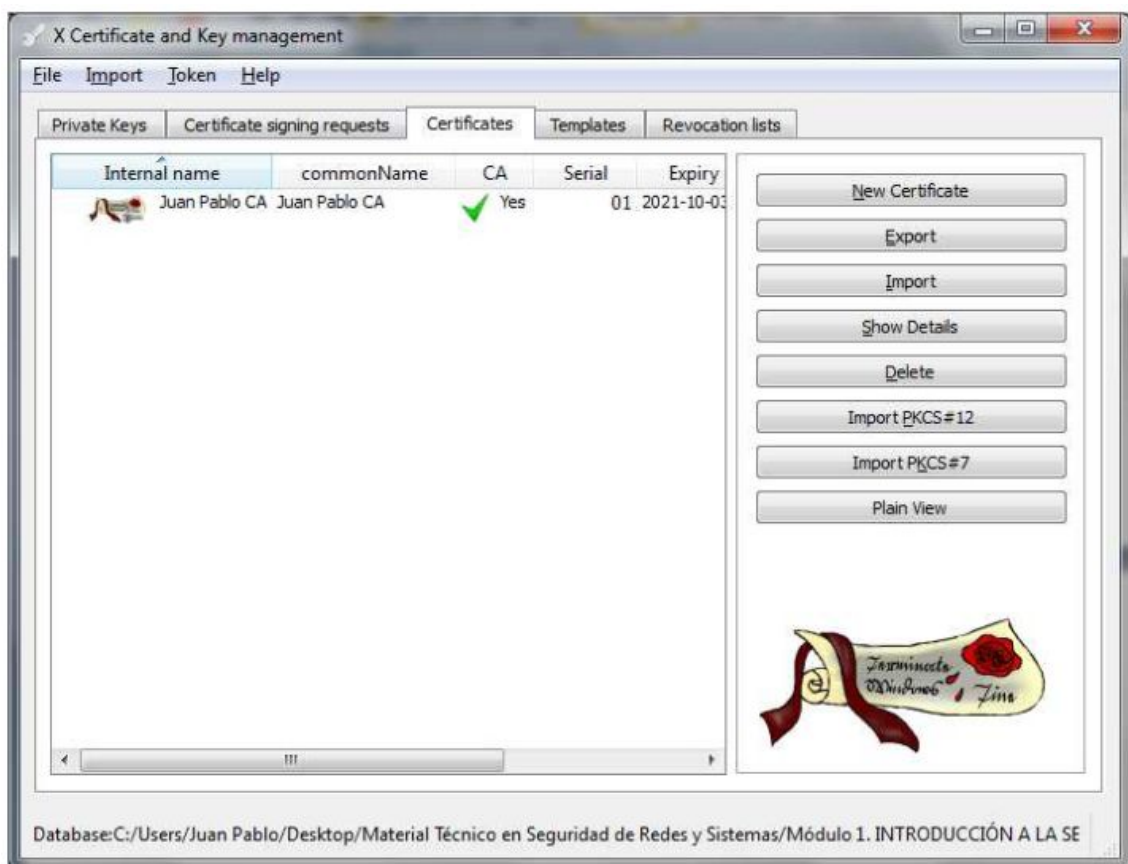 X Certificate and Key management
File Import Token Help
Private Keys Certificate signing requests Certificates Templates Revocation lists
Internal name commonName CA Serial Expiry
Juan Pablo CA Juan Pablo CA Yes 01 2021-10-03
New Certificate
Export
Import
Show Details
Delete
Import PKCS#12
Import PKCS#7
Plain View
Database:C:/Users/Juan Pablo/Desktop/Material Técnico en Seguridad de Redes y Sistemas/Módulo 1. INTRODUCCIÓN A LA SE